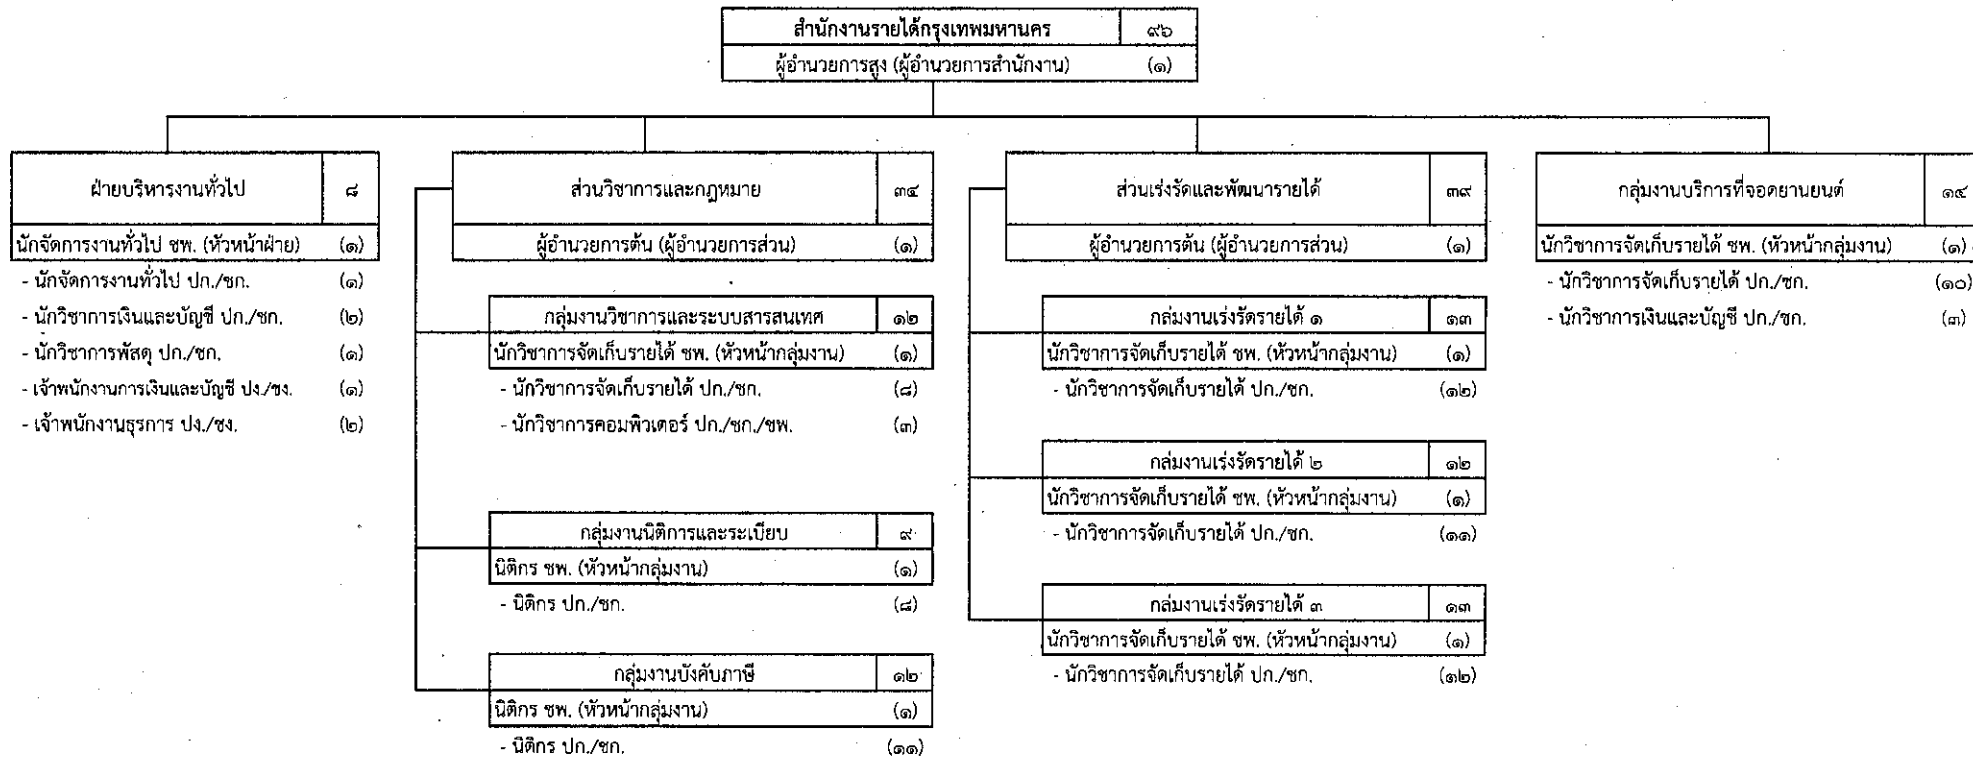 สำนักงานรายได้กรุงเทพมหานคร ๙๖
ผู้อำนวยการสูง (ผู้อำนวยการสำนักงาน) (๑)
ฝ่ายบริหารงานทั่วไป ๘
นักจัดการงานทั่วไป ชพ. (หัวหน้าฝ่าย) (๑)
- นักจัดการงานทั่วไป ปก./ชก. (๑)
- นักวิชาการเงินและบัญชี ปก./ชก. (๒)
- นักวิชาการพัสดุ ปก./ชก. (๑)
- เจ้าพนักงานการเงินและบัญชี ปง./ชง. (๑)
- เจ้าพนักงานธุรการ ปง./ชง. (๒)
ส่วนวิชาการและกฎหมาย ๓๔
ผู้อำนวยการต้น (ผู้อำนวยการส่วน) (๑)
กลุ่มงานวิชาการและระบบสารสนเทศ ๑๒
นักวิชาการจัดเก็บรายได้ ชพ. (หัวหน้ากลุ่มงาน) (๑)
- นักวิชาการจัดเก็บรายได้ ปก./ชก. (๘)
- นักวิชาการคอมพิวเตอร์ ปก./ชก./ชพ. (๓)
กลุ่มงานนิติการและระเบียบ ๙
นิติกร ชพ. (หัวหน้ากลุ่มงาน) (๑)
- นิติกร ปก./ชก. (๘)
กลุ่มงานบังคับภาษี ๑๒
นิติกร ชพ. (หัวหน้ากลุ่มงาน) (๑)
- นิติกร ปก./ชก. (๑๑)
ส่วนเร่งรัดและพัฒนารายได้ ๓๙
ผู้อำนวยการต้น (ผู้อำนวยการส่วน) (๑)
กลุ่มงานเร่งรัดรายได้ ๑ ๑๓
นักวิชาการจัดเก็บรายได้ ชพ. (หัวหน้ากลุ่มงาน) (๑)
- นักวิชาการจัดเก็บรายได้ ปก./ชก. (๑๒)
กลุ่มงานเร่งรัดรายได้ ๒ ๑๒
นักวิชาการจัดเก็บรายได้ ชพ. (หัวหน้ากลุ่มงาน) (๑)
- นักวิชาการจัดเก็บรายได้ ปก./ชก. (๑๑)
กลุ่มงานเร่งรัดรายได้ ๓ ๑๓
นักวิชาการจัดเก็บรายได้ ชพ. (หัวหน้ากลุ่มงาน) (๑)
- นักวิชาการจัดเก็บรายได้ ปก./ชก. (๑๒)
กลุ่มงานบริการที่จอดยานยนต์ ๑๔
นักวิชาการจัดเก็บรายได้ ชพ. (หัวหน้ากลุ่มงาน) (๑)
- นักวิชาการจัดเก็บรายได้ ปก./ชก. (๑๐)
- นักวิชาการเงินและบัญชี ปก./ชก. (๓)